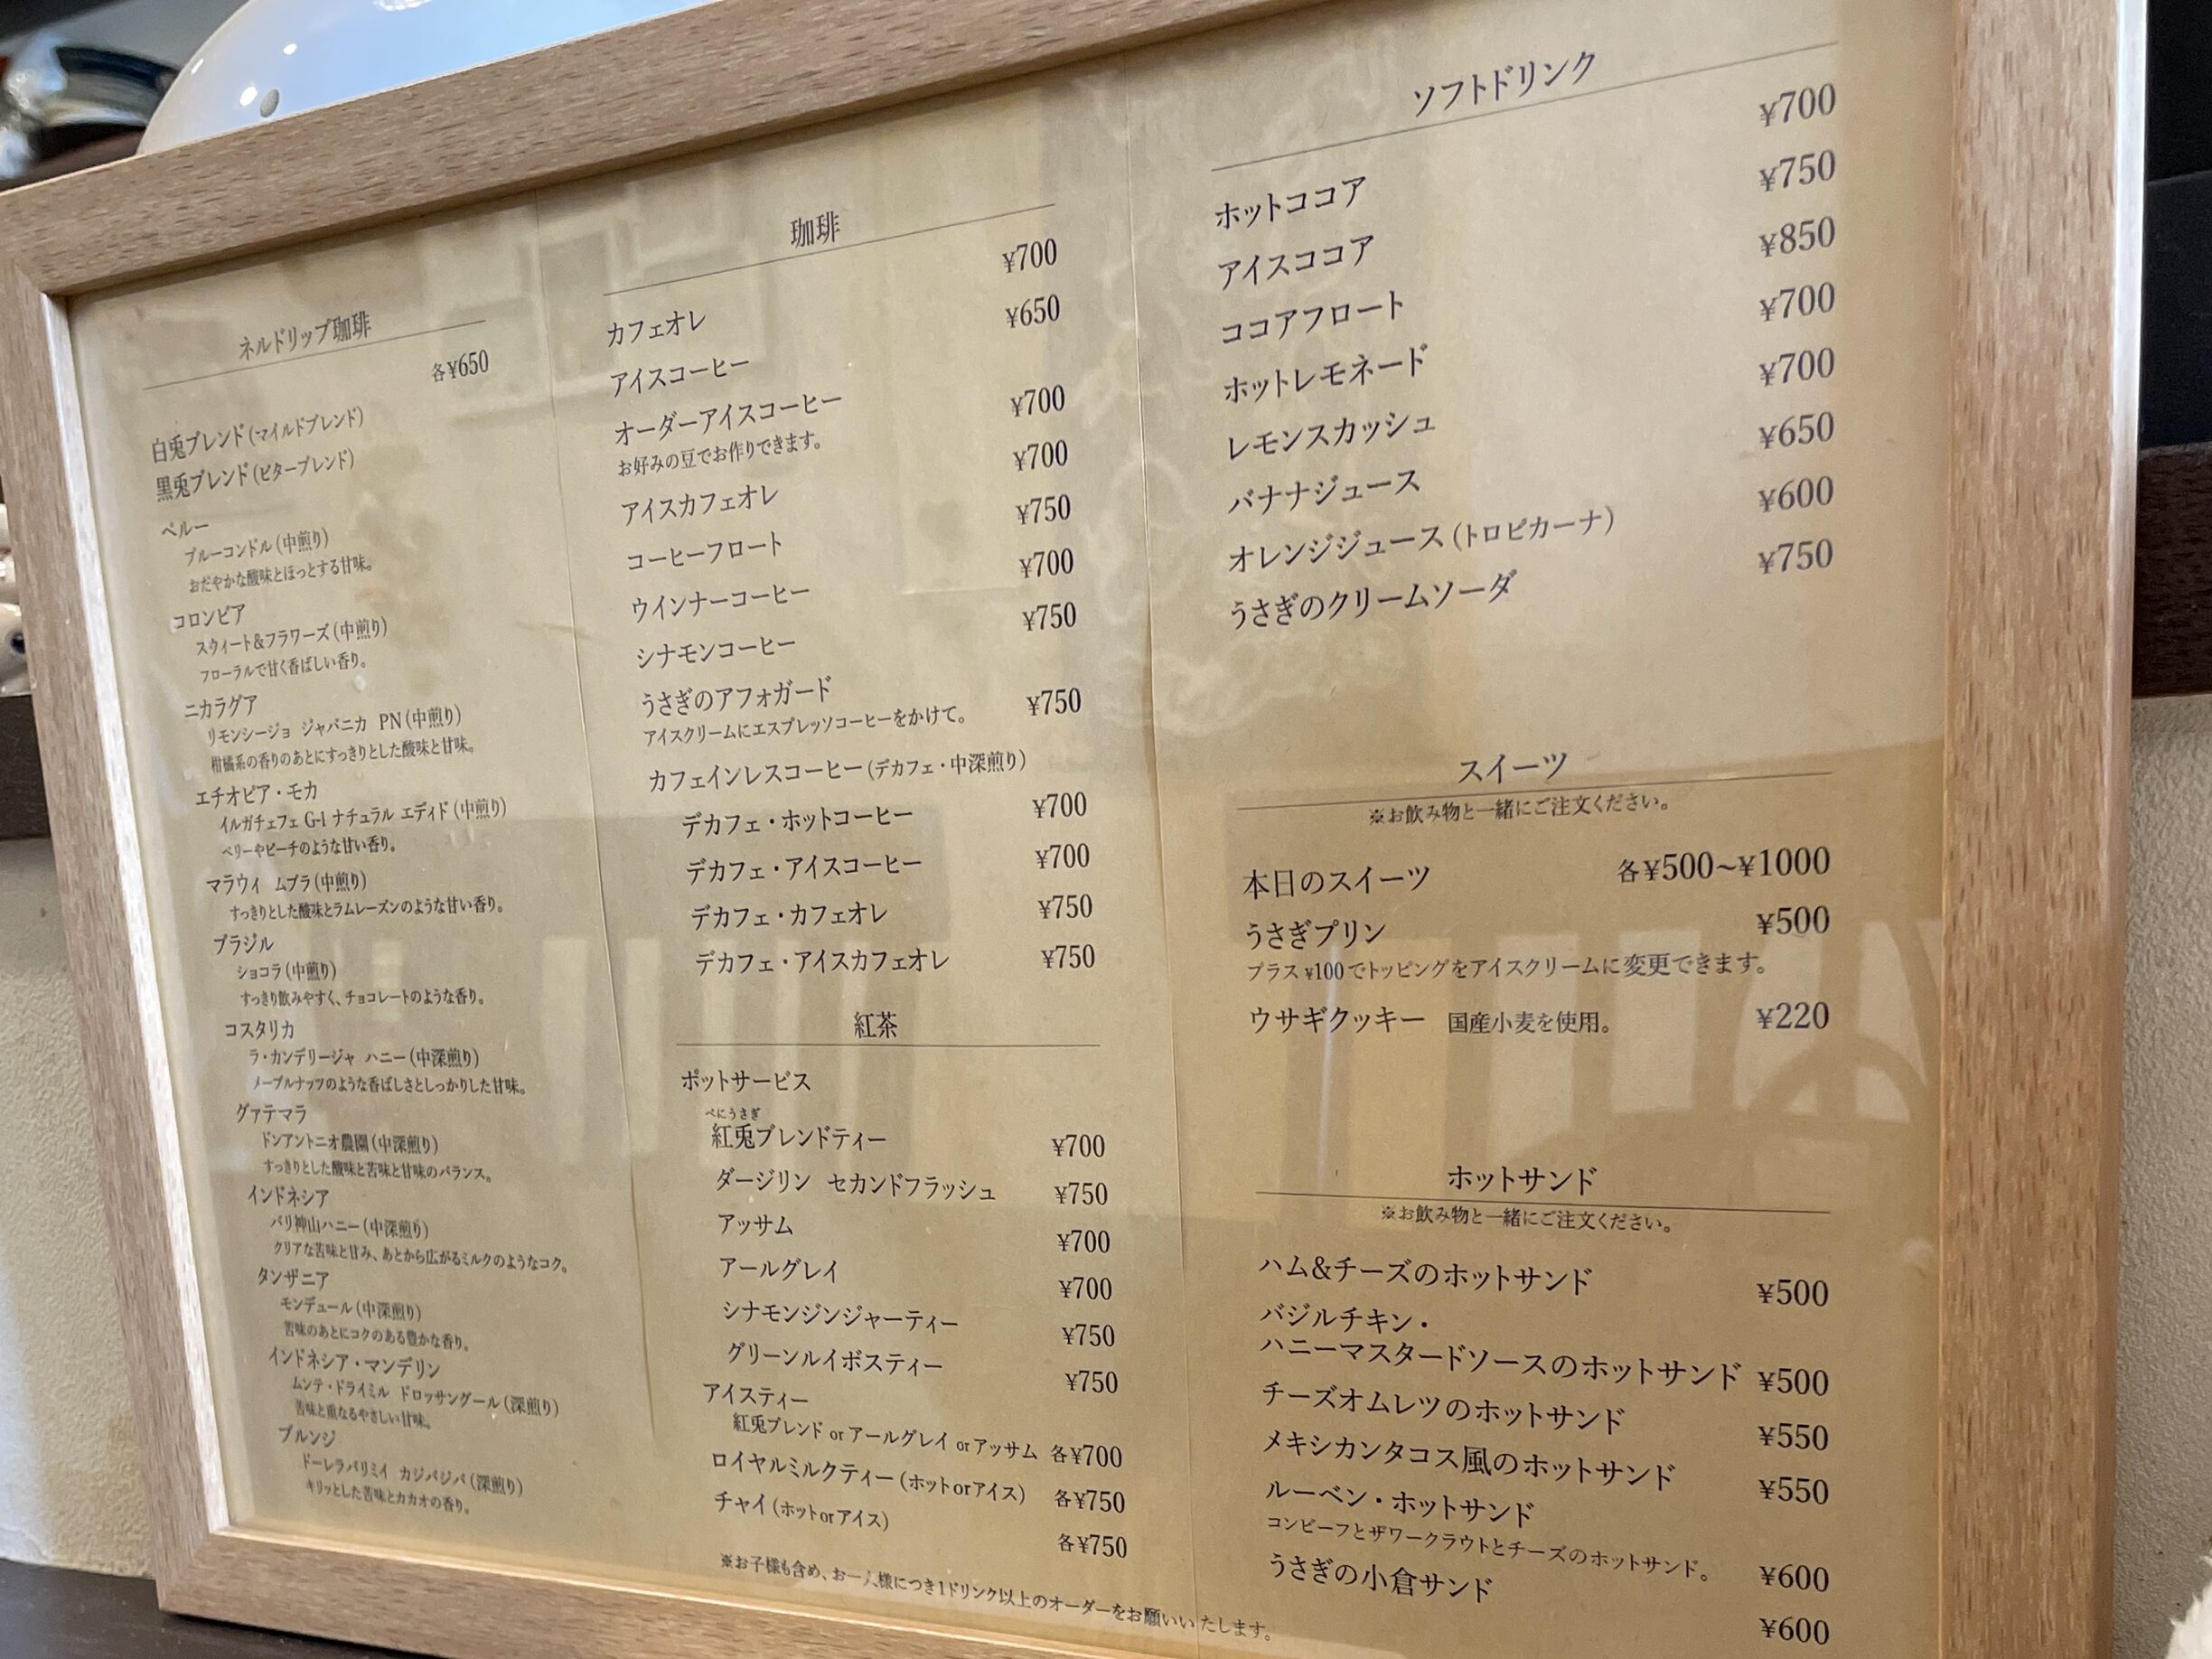 ネルドリップ珈琲
各¥650
白兎ブレンド(マイルドブレンド)
黒兎ブレンド(ビターブレンド)
ペルー
ブルーコンドル(中煎り)
おだやかな酸味とほっとする甘味。
コロンビア
スウィート&フラワーズ(中煎り)
フローラルで甘く香ばしい香り。
ニカラグア
リモンシージョ ジャバニカ PN(中煎り)
柑橘系の香りのあとにすっきりとした酸味と甘味。
エチオピア・モカ
イルガチェフェ G-1 ナチュラル エディド(中煎り)
ベリーやピーチのような甘い香り。
マラウィ ムプラ(中煎り)
すっきりとした酸味とラムレーズンのような甘い香り。
ブラジル
ショコラ(中煎り)
すっきり飲みやすく、チョコレートのような香り。
コスタリカ
ラ・カンデリージャ ハニー(中深煎り)
メープルナッツのような香ばしさとしっかりした甘味。
グァテマラ
ドンアントニオ農園(中深煎り)
すっきりとした酸味と苦味と甘味のバランス。
インドネシア
バリ神山ハニー(中深煎り)
クリアな苦味と甘み、あとから広がるミルクのようなコク。
タンザニア
モンデュール(中深煎り)
苦味のあとにコクのある豊かな香り。
インドネシア・マンデリン
ムンテ・ドライミル ドロッサングール(深煎り)
苦味と重なるやさしい甘味。
ブルンジ
ドーレラバリミイ カジバジバ(深煎り)
キリッとした苦味とカカオの香り。
珈琲
カフェオレ ¥700
アイスコーヒー ¥650
オーダーアイスコーヒー ¥700
お好みの豆でお作りできます。
アイスカフェオレ ¥700
コーヒーフロート ¥750
ウインナーコーヒー ¥700
シナモンコーヒー ¥750
うさぎのアフォガード ¥750
アイスクリームにエスプレッソコーヒーをかけて。
カフェインレスコーヒー(デカフェ・中深煎り)
デカフェ・ホットコーヒー ¥700
デカフェ・アイスコーヒー ¥700
デカフェ・カフェオレ ¥750
デカフェ・アイスカフェオレ ¥750
紅茶
ポットサービス
べにうさぎ
紅兎ブレンドティー ¥700
ダージリン セカンドフラッシュ ¥750
アッサム ¥700
アールグレイ ¥700
シナモンジンジャーティー ¥750
グリーンルイボスティー ¥750
アイスティー
紅兎ブレンド or アールグレイ or アッサム 各¥700
ロイヤルミルクティー(ホットorアイス) 各¥750
チャイ(ホットorアイス) 各¥750
※お子様も含め、お一人様につき1ドリンク以上のオーダーをお願いいたします。
ソフトドリンク
ホットココア ¥700
アイスココア ¥750
ココアフロート ¥850
ホットレモネード ¥700
レモンスカッシュ ¥700
バナナジュース ¥650
オレンジジュース(トロピカーナ) ¥600
うさぎのクリームソーダ ¥750
スイーツ
※お飲み物と一緒にご注文ください。
本日のスイーツ 各¥500~¥1000
うさぎプリン ¥500
プラス¥100でトッピングをアイスクリームに変更できます。
ウサギクッキー 国産小麦を使用。 ¥220
ホットサンド
※お飲み物と一緒にご注文ください。
ハム&チーズのホットサンド ¥500
バジルチキン・
ハニーマスタードソースのホットサンド ¥500
チーズオムレツのホットサンド ¥550
メキシカンタコス風のホットサンド ¥550
ルーベン・ホットサンド
コンビーフとザワークラウトとチーズのホットサンド。 ¥600
うさぎの小倉サンド ¥600